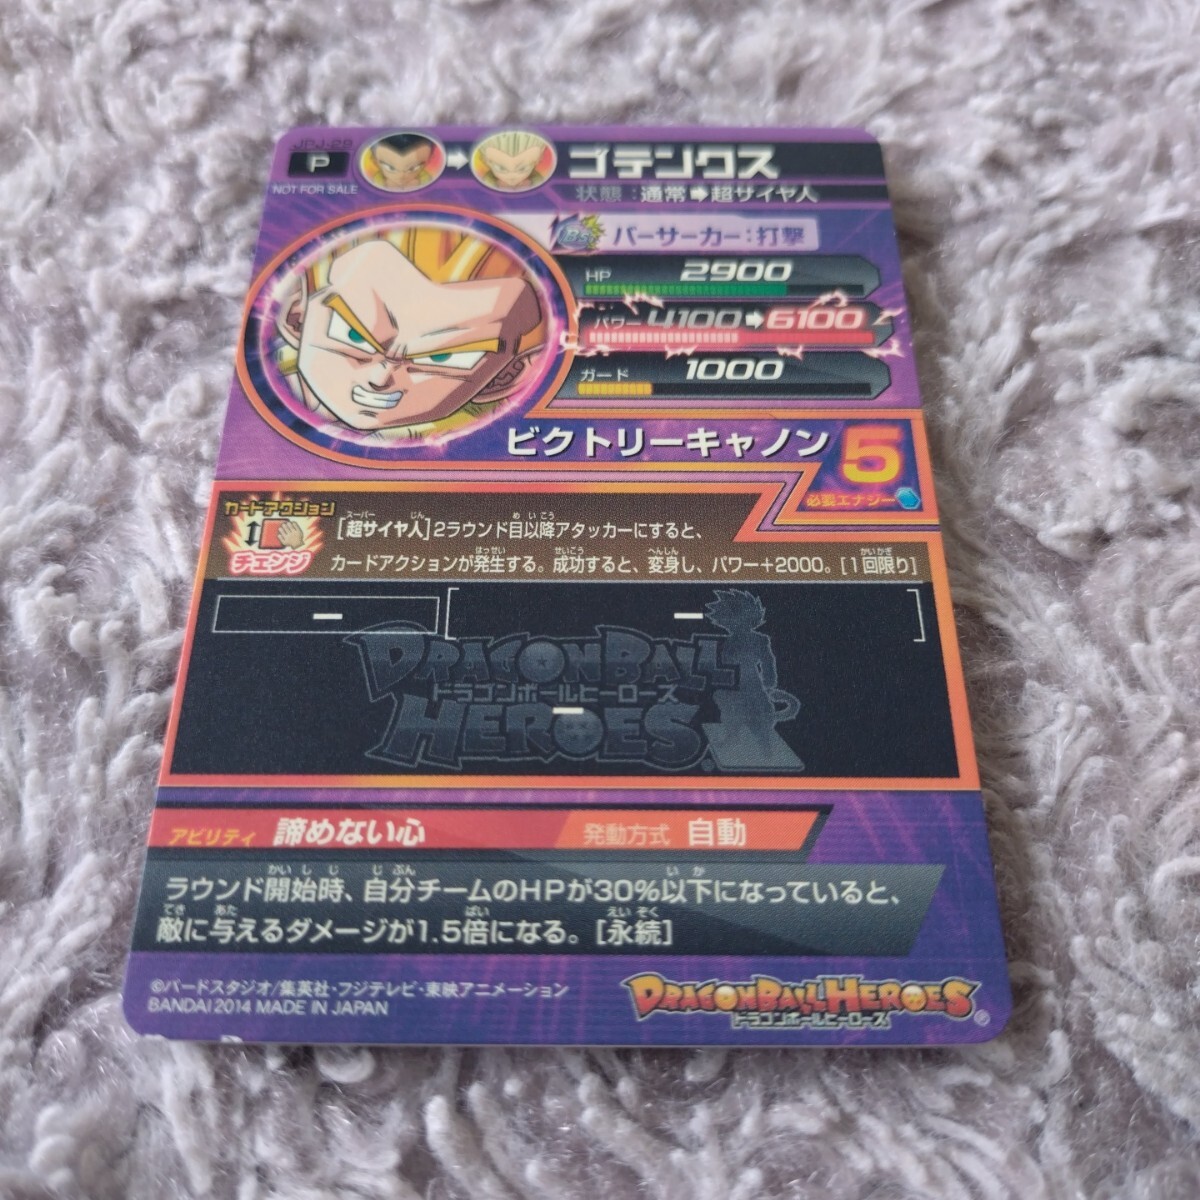 JPJ-29
P
NOT FOR SALE
ゴテンクス
状態：通常➡超サイヤ人
BS バーサーカー：打撃
HP 2900
パワー 4100➡6100
ガード 1000
ビクトリーキャノン 5
必要エナジー
カードアクション
チェンジ
[超サイヤ人]2ラウンド目以降アタッカーにすると、
カードアクションが発生する。成功すると、変身し、パワー+2000。[1回限り]
DRAGONBALL
ドラゴンボールヒーローズ
HEROES
アビリティ 諦めない心 発動方式 自動
ラウンド開始時、自分チームのHPが30%以下になっていると、
敵に与えるダメージが1.5倍になる。[永続]
©バードスタジオ/集英社・フジテレビ・東映アニメーション
BANDAI 2014 MADE IN JAPAN
DRAGONBALL HEROES
ドラゴンボールヒーローズ